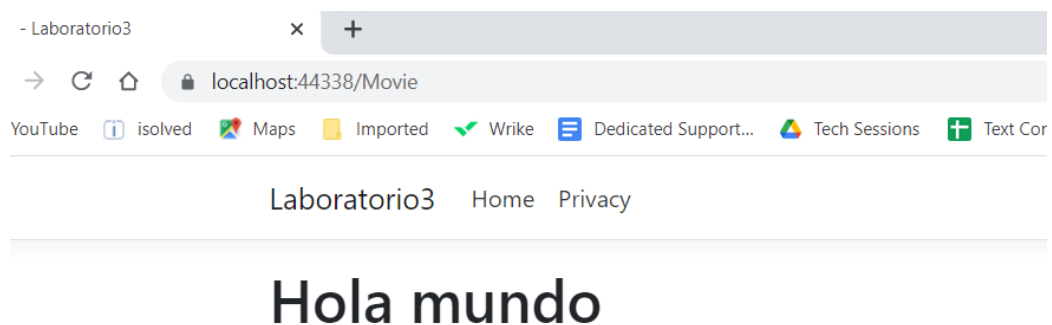 - Laboratorio3
localhost:44338/Movie
YouTube isolved Maps Imported Wrike Dedicated Support... Tech Sessions Text Cor
Laboratorio3 Home Privacy
Hola mundo